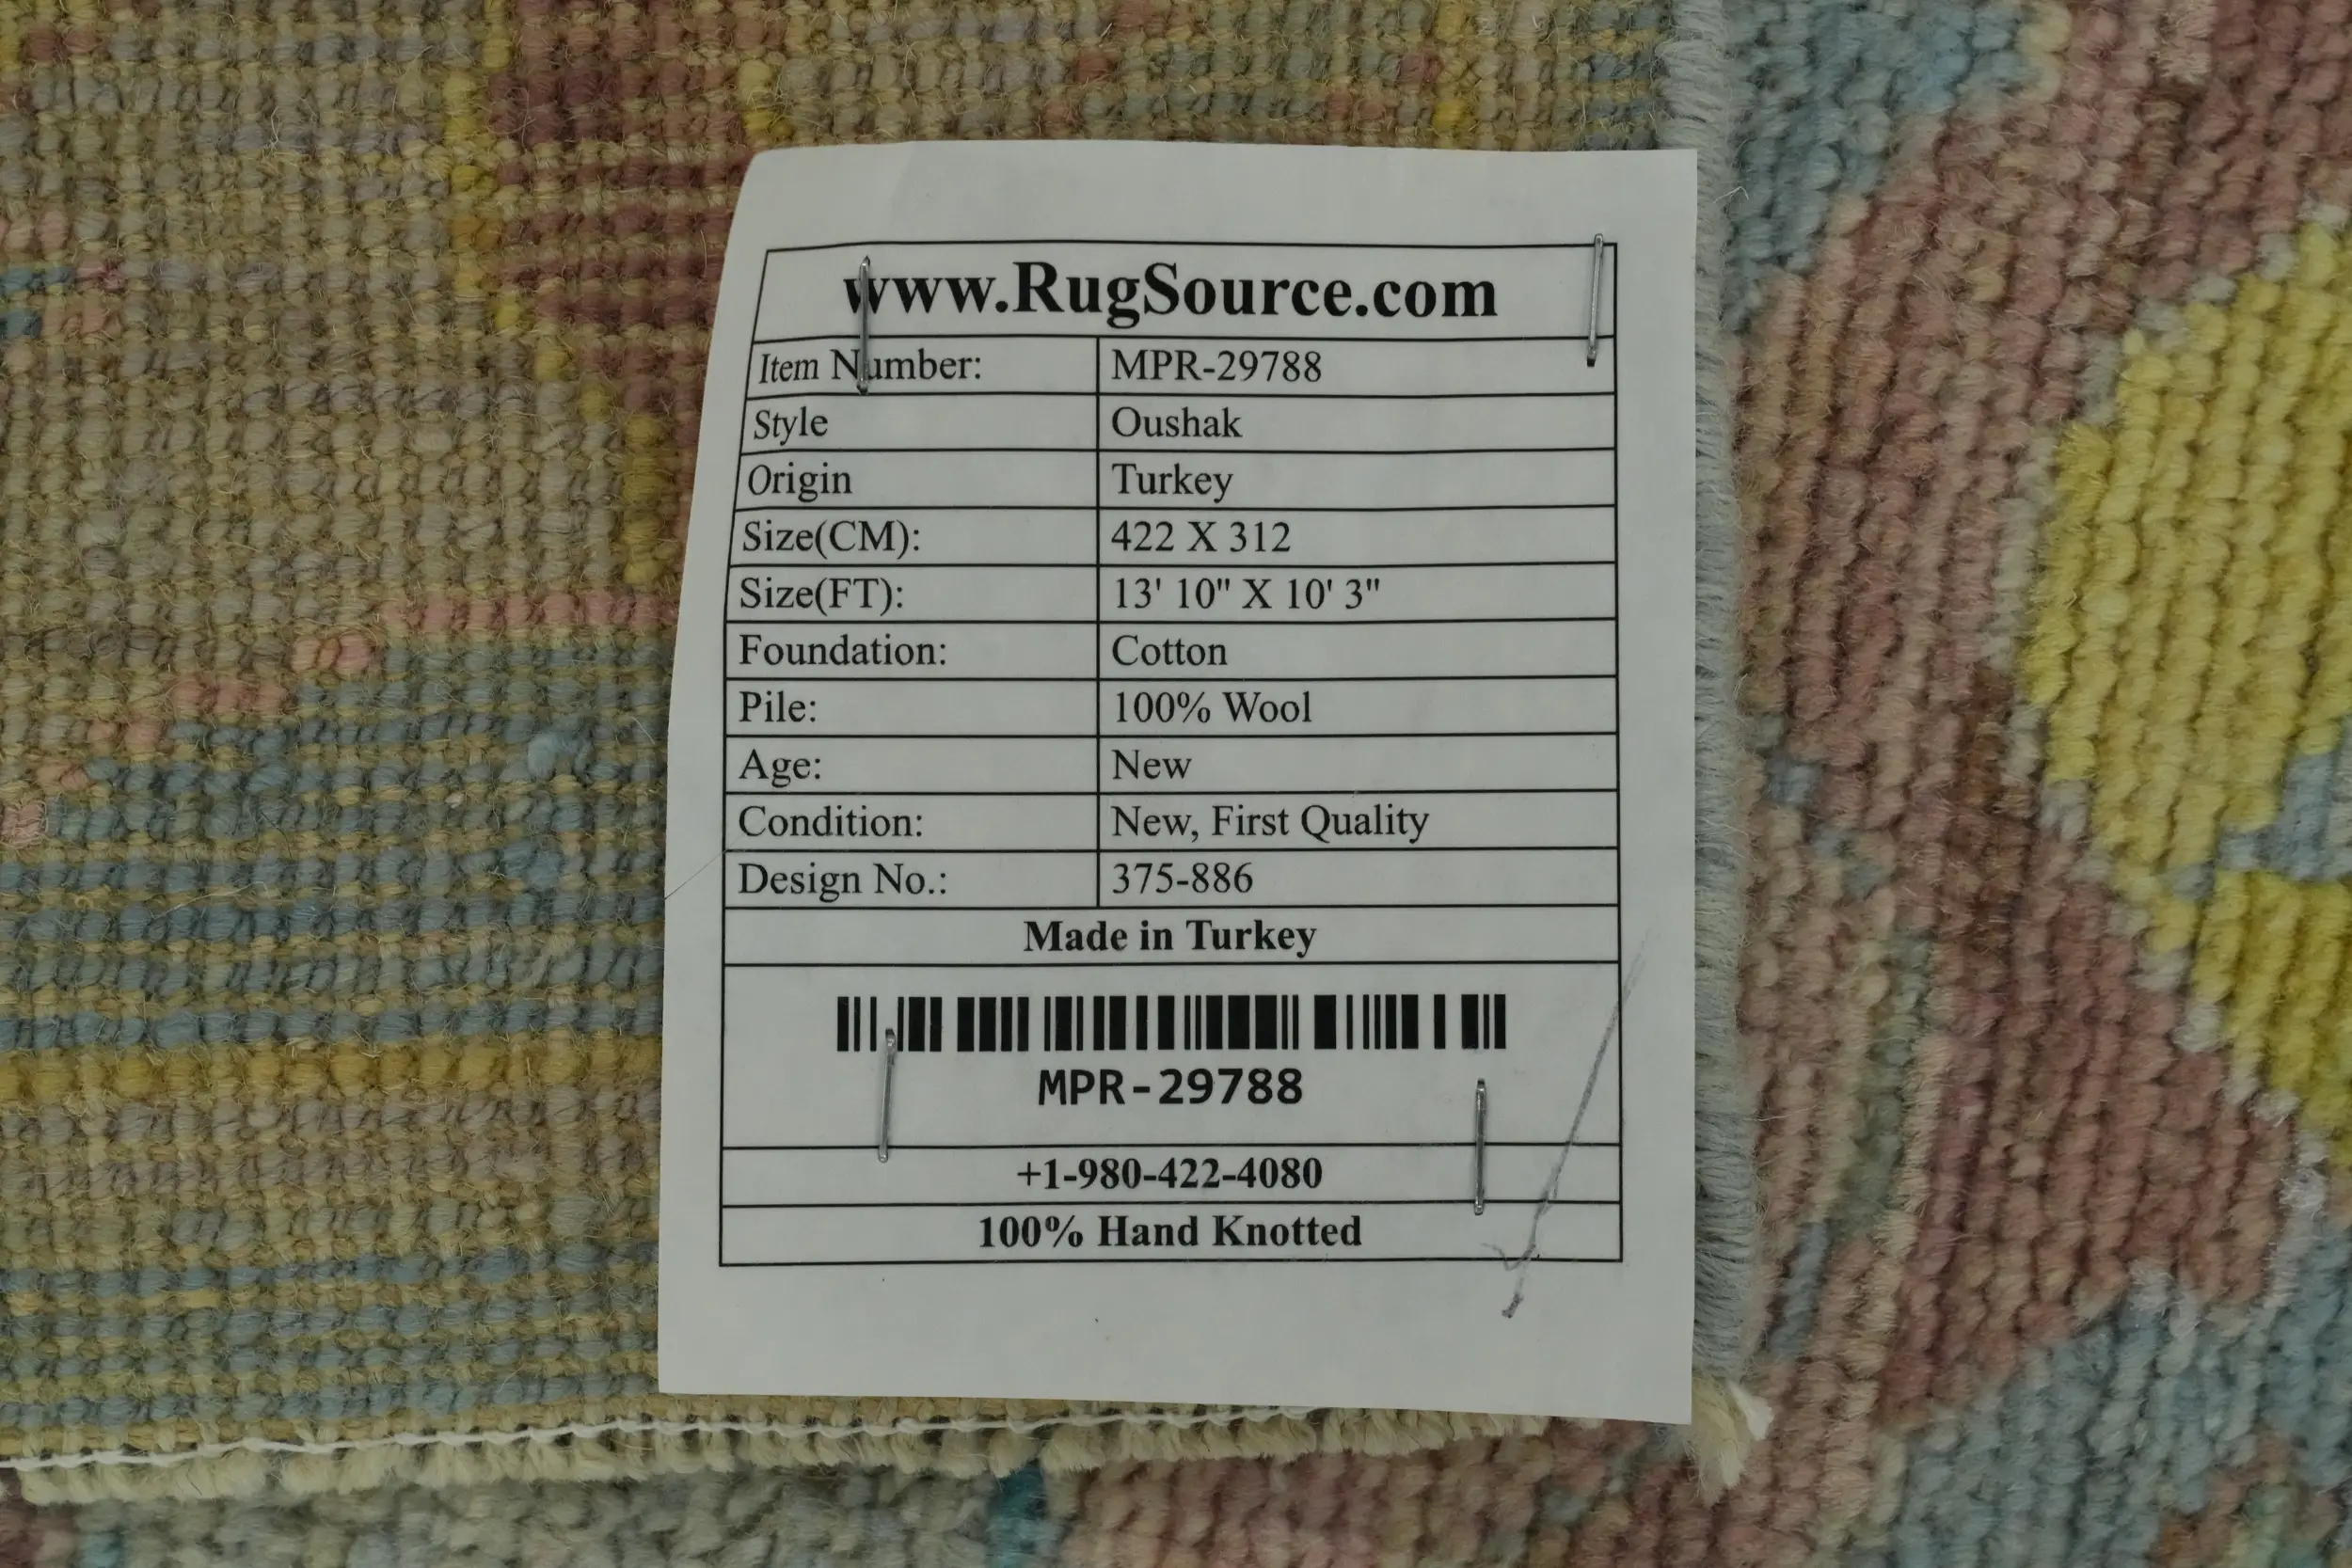 www.RugSource.com
Item Number: MPR-29788
Style Oushak
Origin Turkey
Size(CM): 422 X 312
Size(FT): 13' 10" X 10' 3"
Foundation: Cotton
Pile: 100% Wool
Age: New
Condition: New, First Quality
Design No.: 375-886
Made in Turkey
MPR-29788
+1-980-422-4080
100% Hand Knotted